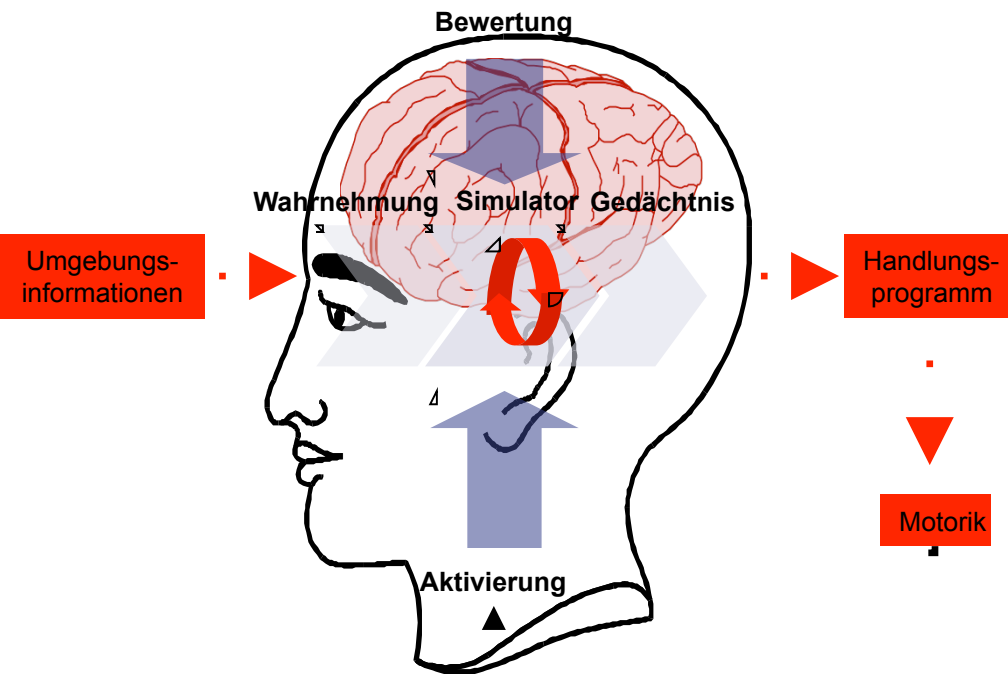 Bewertung
Wahrnehmung Simulator Gedächtnis
Umgebungs-
informationen
Handlungs-
programm
Motorik
Aktivierung